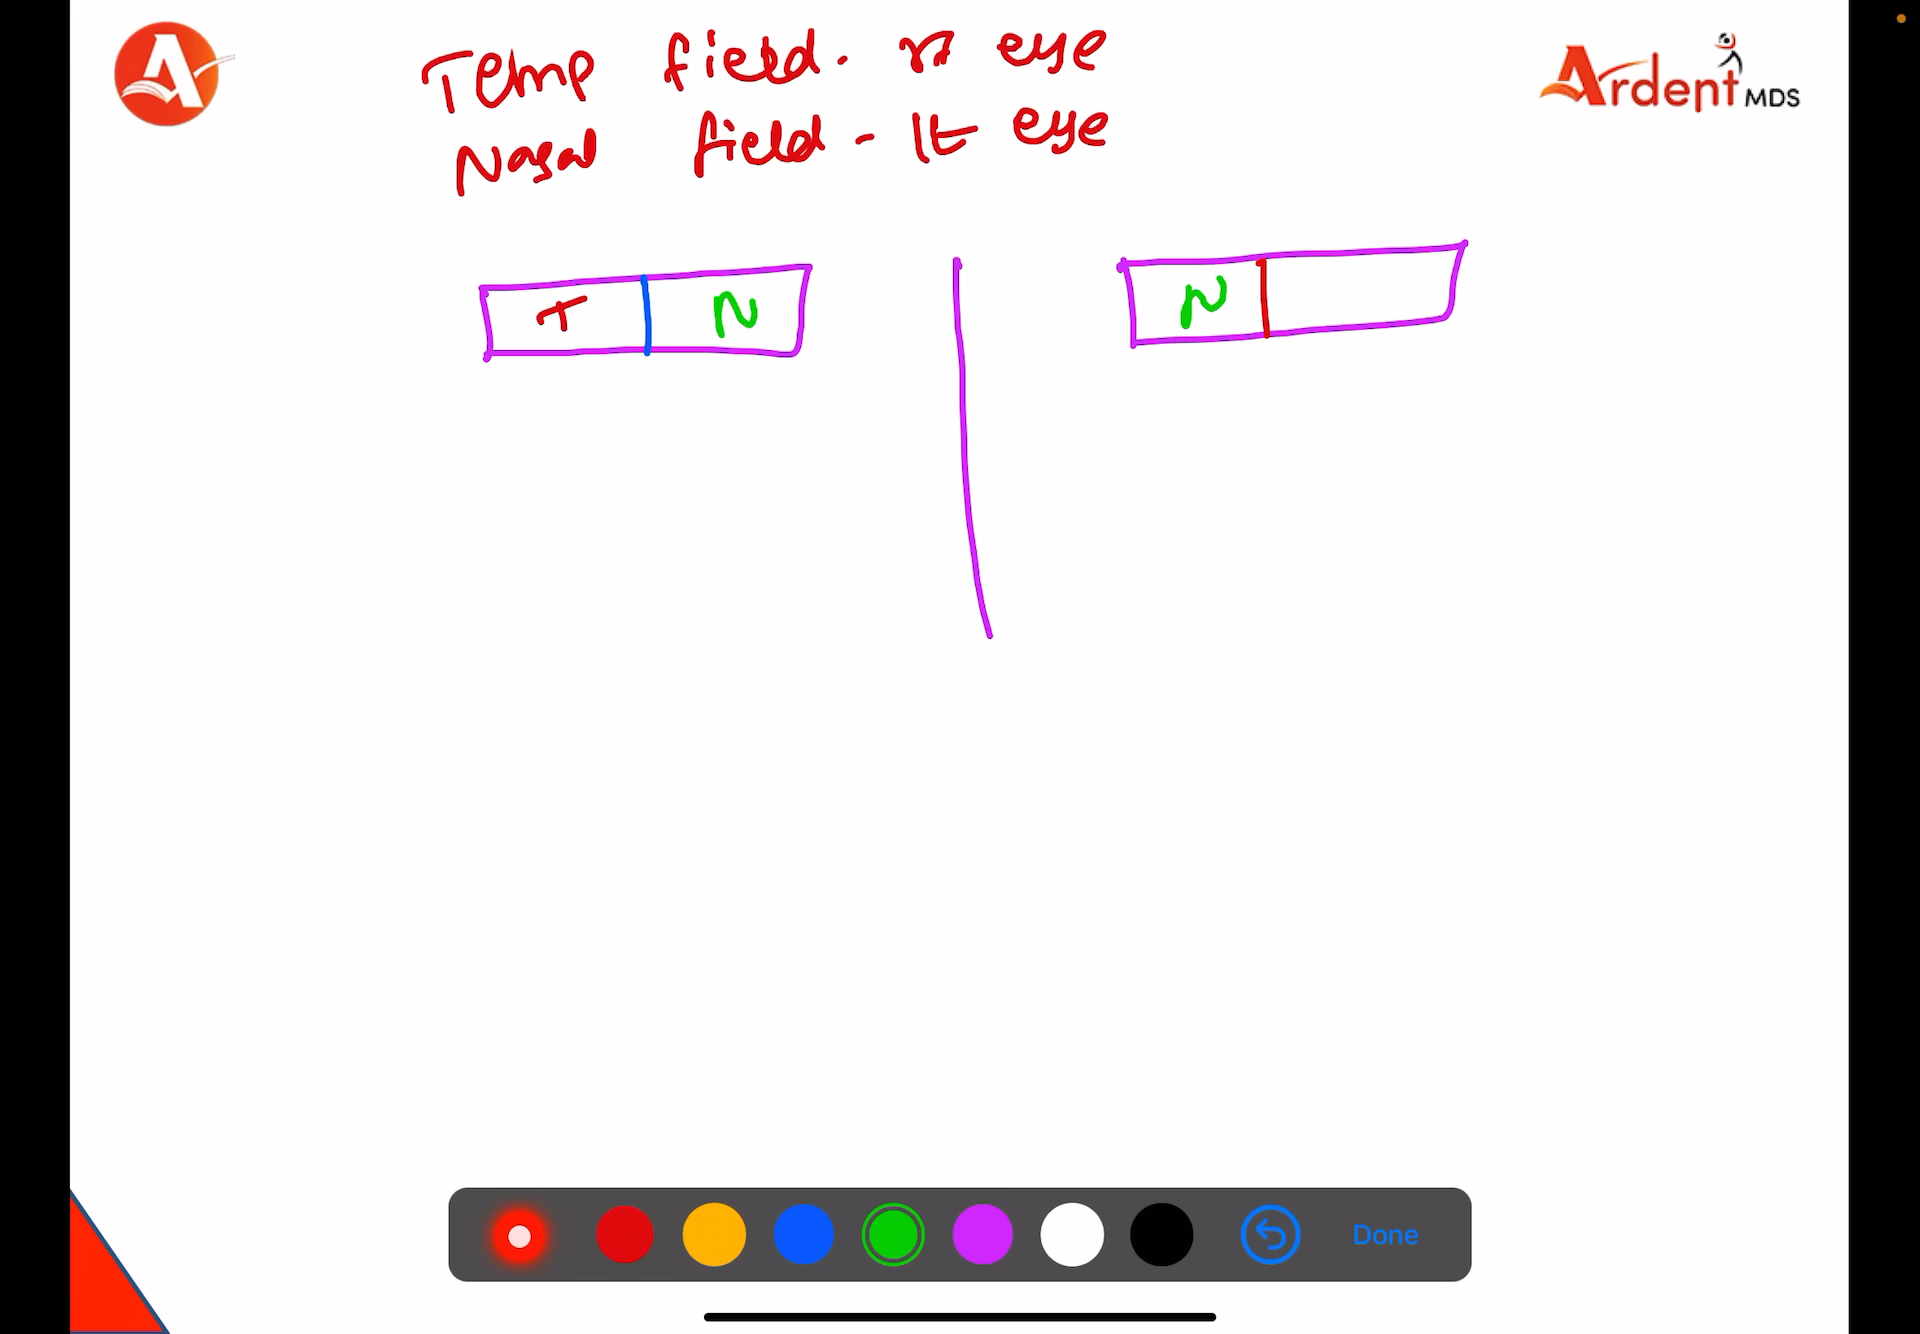 A
Ardent MDS
Temp field. rt eye
Nasal field - lt eye
T N N
Done